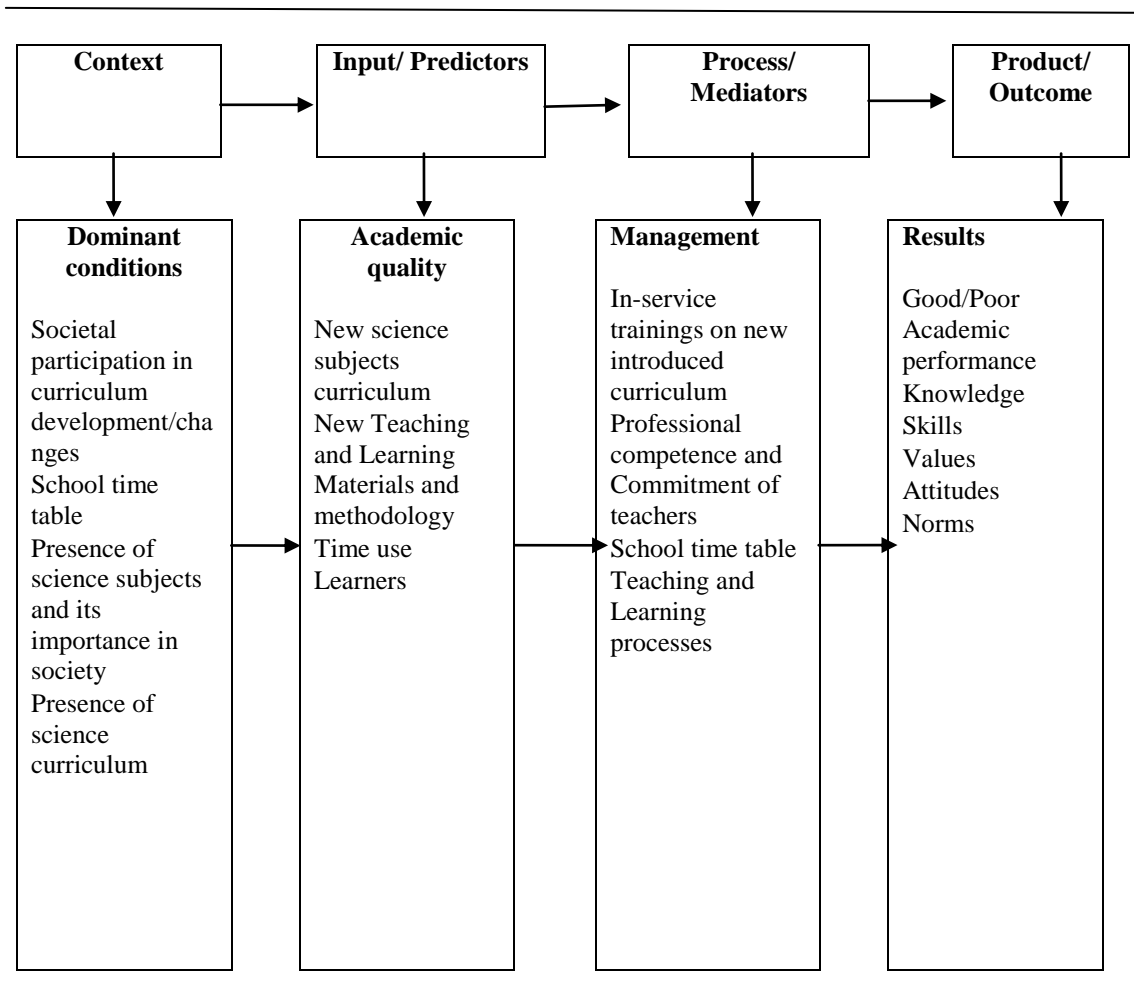 Context
Input/ Predictors
Process/
Mediators
Product/
Outcome
Dominant
conditions
Societal
participation in
curriculum
development/cha
nges
School time
table
Presence of
science subjects
and its
importance in
society
Presence of
science
curriculum
Academic
quality
New science
subjects
curriculum
New Teaching
and Learning
Materials and
methodology
Time use
Learners
Management
In-service
trainings on new
introduced
curriculum
Professional
competence and
Commitment of
teachers
School time table
Teaching and
Learning
processes
Results
Good/Poor
Academic
performance
Knowledge
Skills
Values
Attitudes
Norms